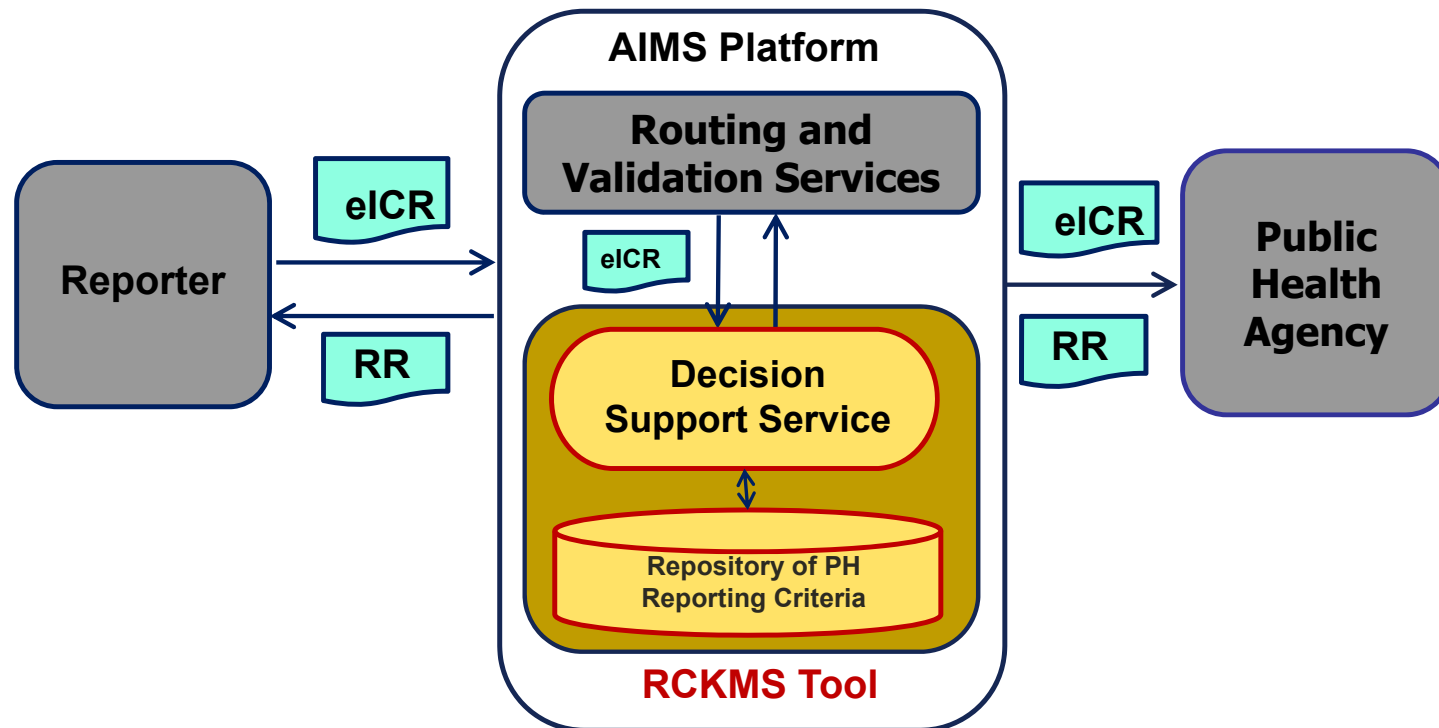 AIMS Platform
Routing and
Validation Services
eICR
Reporter
RR
eICR
Decision
Support Service
Repository of PH
Reporting Criteria
RCKMS Tool
eICR
RR
Public
Health
Agency